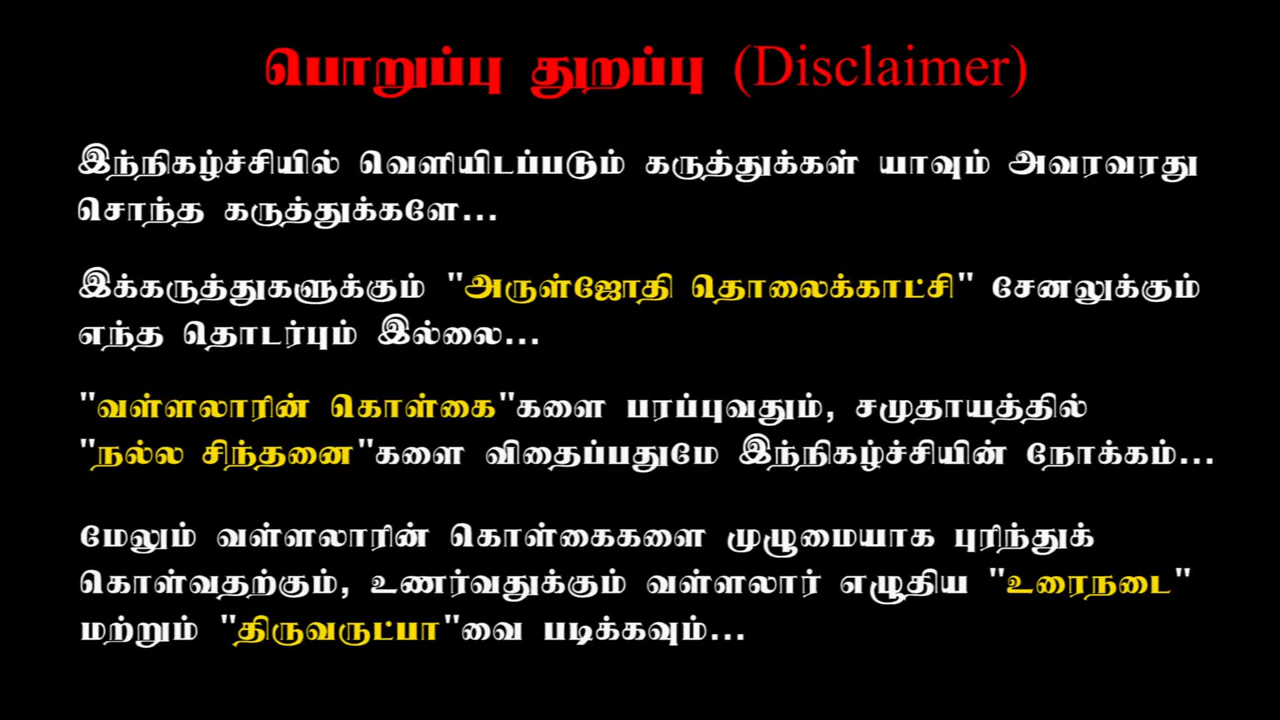 பொறுப்பு துறப்பு (Disclaimer)
இந்நிகழ்ச்சியில் வெளியிடப்படும் கருத்துக்கள் யாவும் அவரவரது
சொந்த கருத்துக்களே...
இக்கருத்துகளுக்கும் "அருள்ஜோதி தொலைக்காட்சி" சேனலுக்கும்
எந்த தொடர்பும் இல்லை...
"வள்ளலாரின் கொள்கை"களை பரப்புவதும், சமுதாயத்தில்
"நல்ல சிந்தனை"களை விதைப்பதுமே இந்நிகழ்ச்சியின் நோக்கம்...
மேலும் வள்ளலாரின் கொள்கைகளை முழுமையாக புரிந்துக்
கொள்வதற்கும், உணர்வதுக்கும் வள்ளலார் எழுதிய "உரைநடை"
மற்றும் "திருவருட்பா"வை படிக்கவும்...